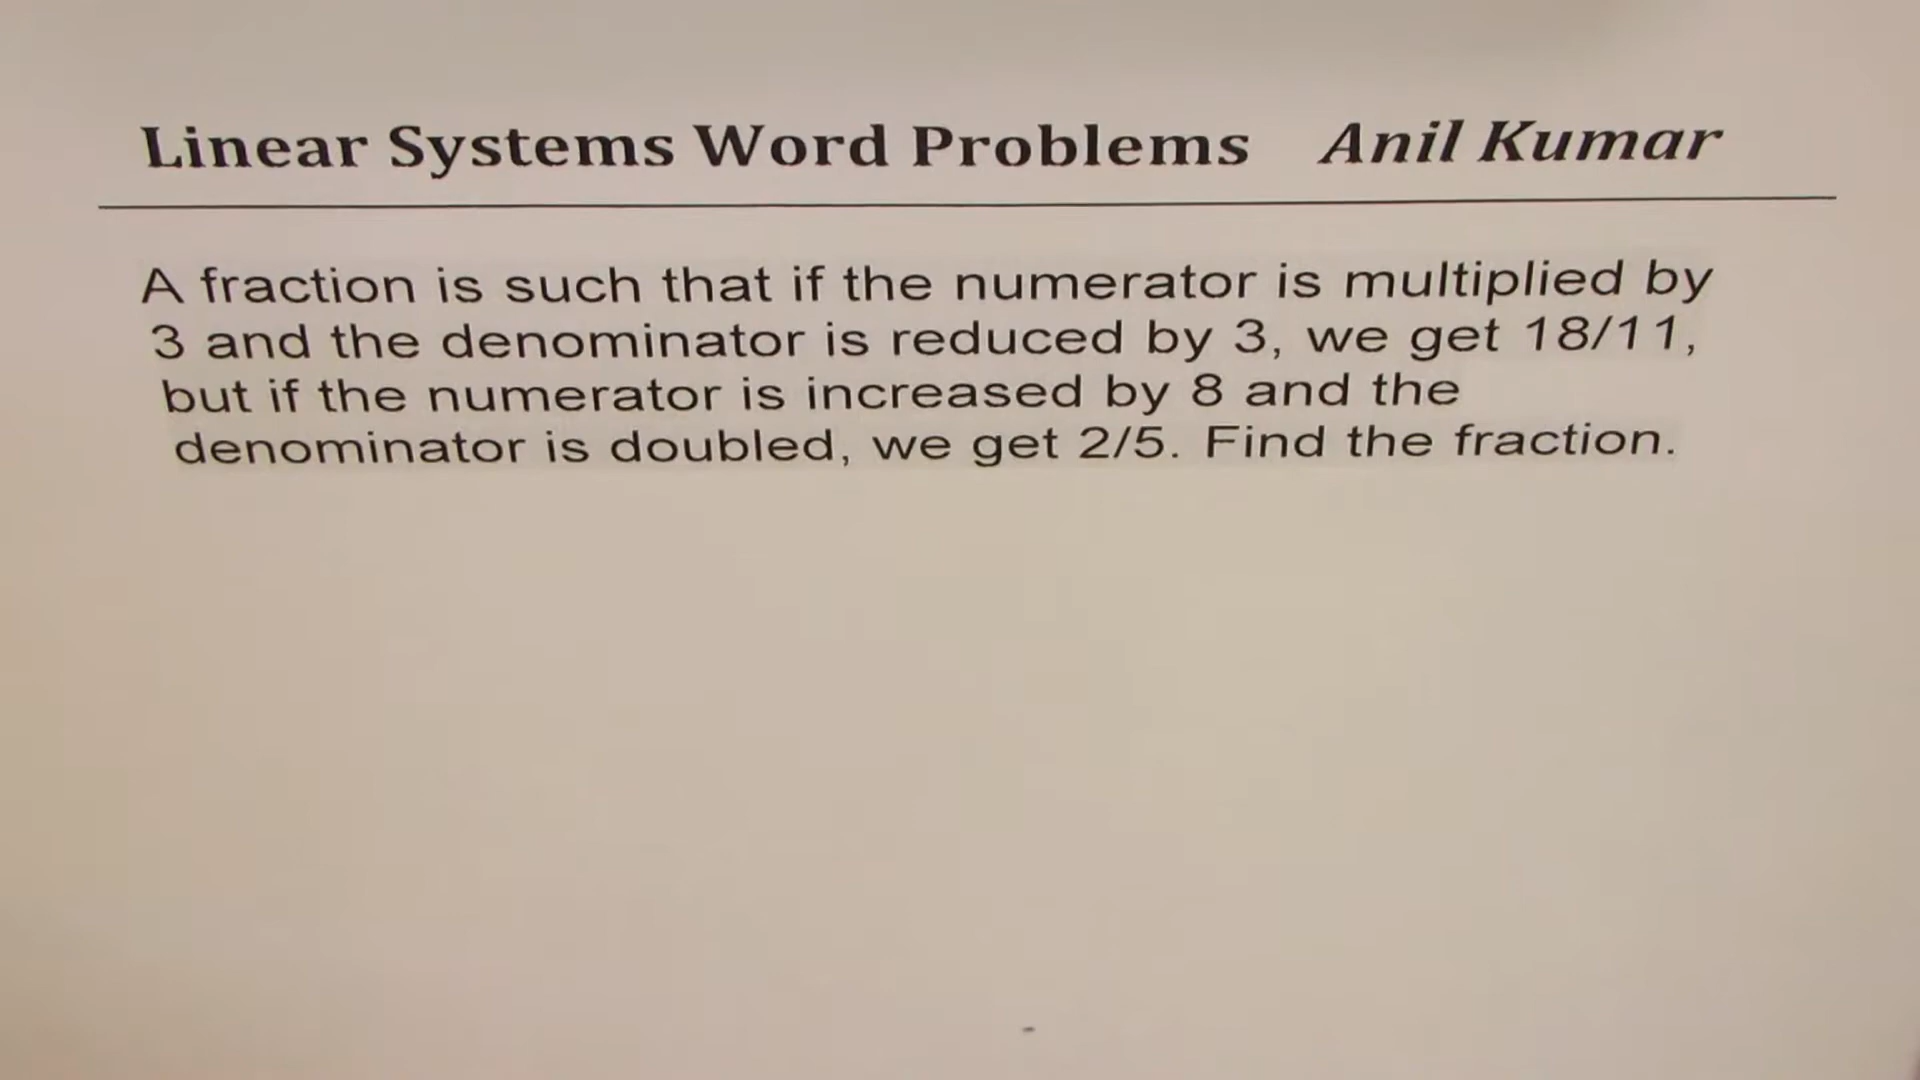 Linear Systems Word Problems Anil Kumar
A fraction is such that if the numerator is multiplied by
3 and the denominator is reduced by 3, we get 18/11,
but if the numerator is increased by 8 and the
denominator is doubled, we get 2/5. Find the fraction.